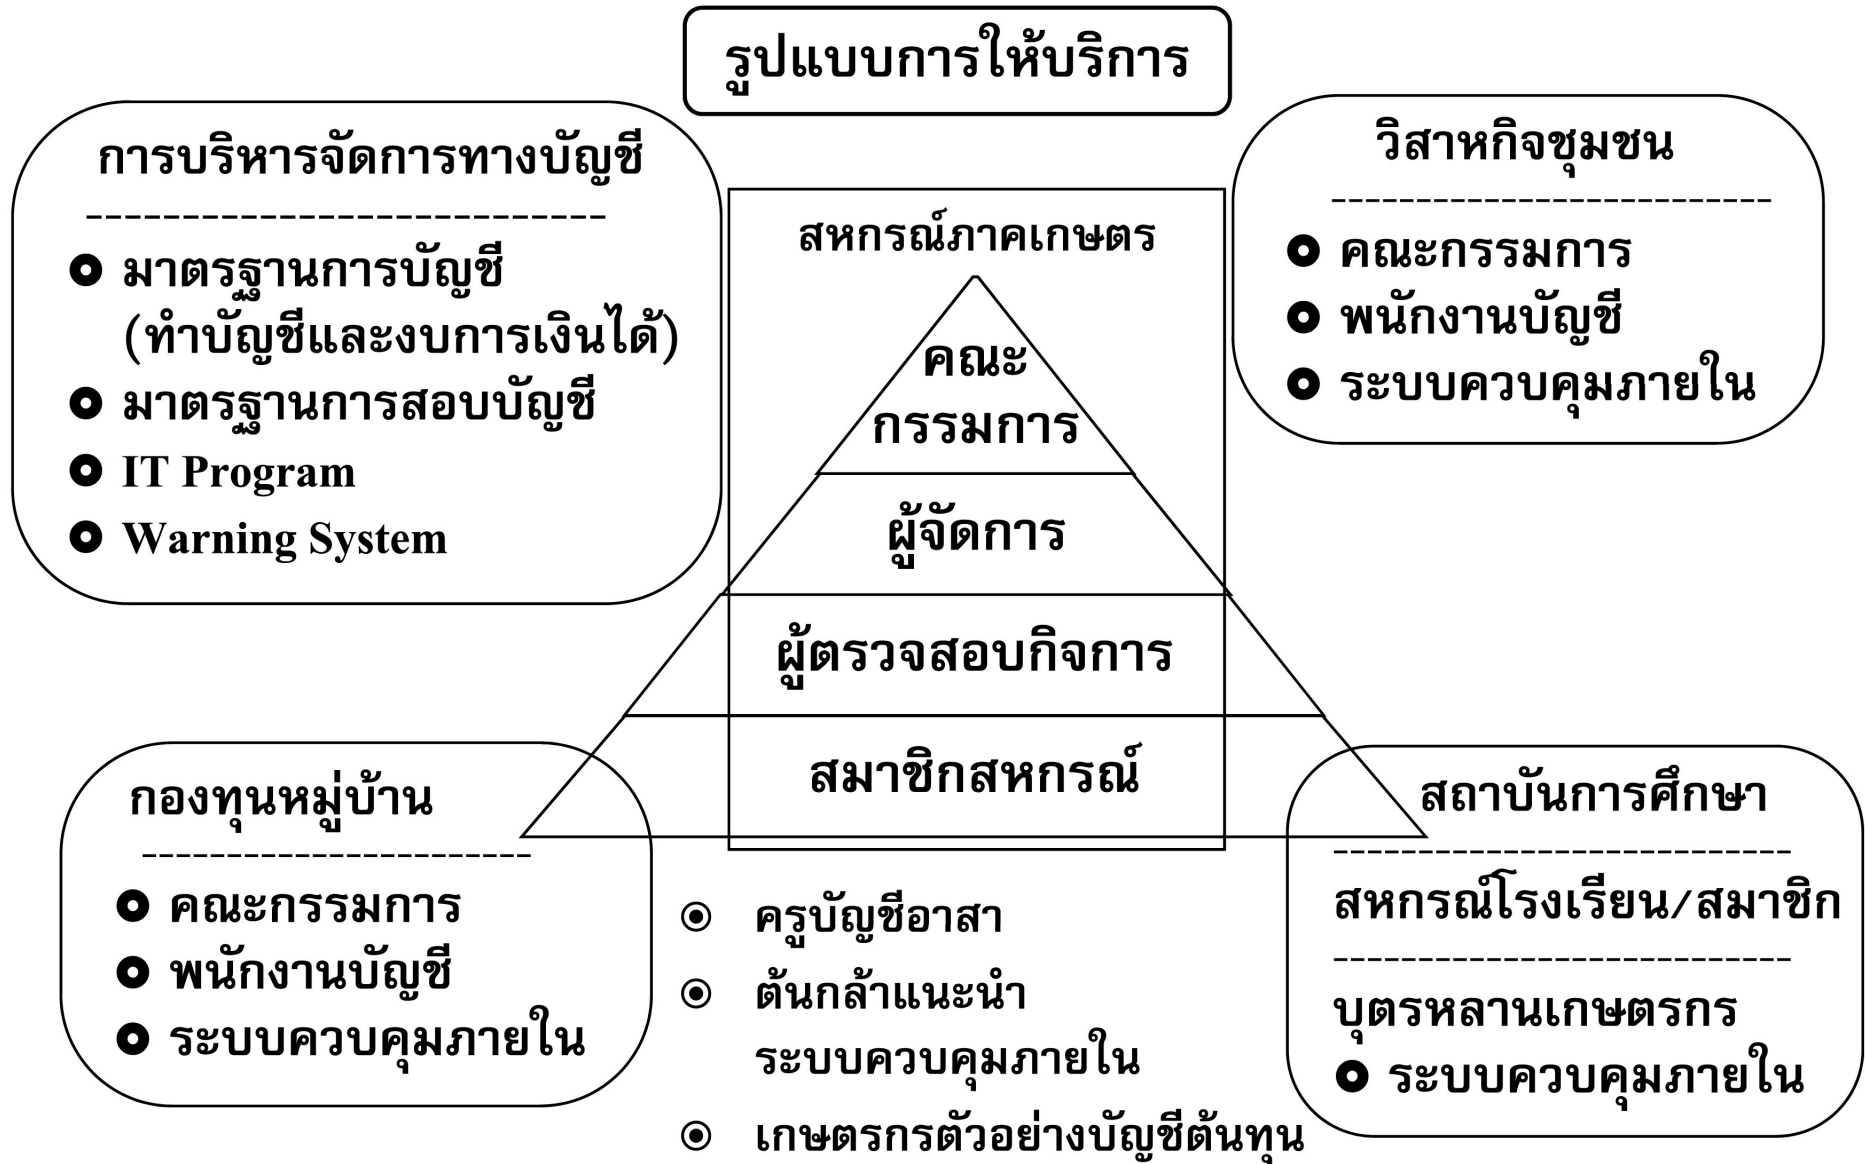 รูปแบบการให้บริการ
การบริหารจัดการทางบัญชี
มาตรฐานการบัญชี
(ทำบัญชีและงบการเงินได้)
มาตรฐานการสอบบัญชี
IT Program
Warning System
วิสาหกิจชุมชน
คณะกรรมการ
พนักงานบัญชี
ระบบควบคุมภายใน
สหกรณ์ภาคเกษตร
คณะ
กรรมการ
ผู้จัดการ
ผู้ตรวจสอบกิจการ
สมาชิกสหกรณ์
กองทุนหมู่บ้าน
คณะกรรมการ
พนักงานบัญชี
ระบบควบคุมภายใน
ครูบัญชีอาสา
ต้นกล้าแนะนำ
ระบบควบคุมภายใน
เกษตรกรตัวอย่างบัญชีต้นทุน
สถาบันการศึกษา
สหกรณ์โรงเรียน/สมาชิก
บุตรหลานเกษตรกร
ระบบควบคุมภายใน